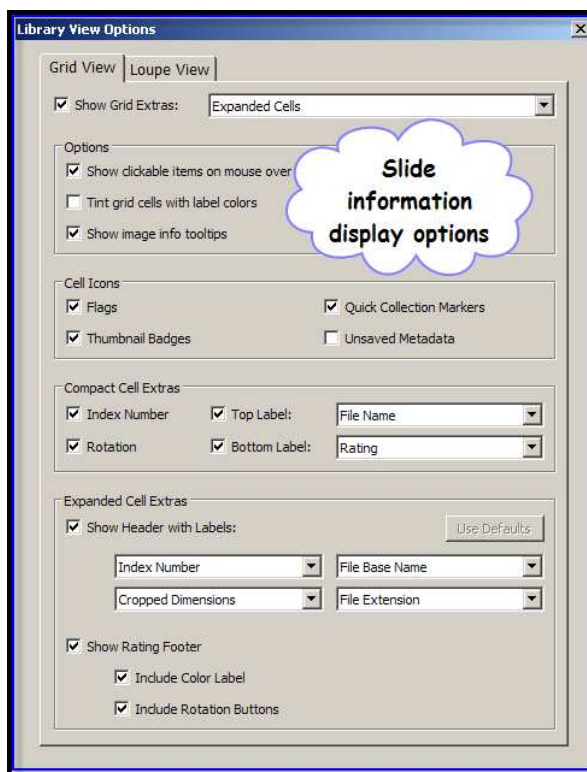 Library View Options
Grid View Loupe View
Show Grid Extras: Expanded Cells
Options
Show clickable items on mouse over
Tint grid cells with label colors
Show image info tooltips
Slide
information
display options
Cell Icons
Flags Quick Collection Markers
Thumbnail Badges Unsaved Metadata
Compact Cell Extras
Index Number Top Label: File Name
Rotation Bottom Label: Rating
Expanded Cell Extras
Show Header with Labels: Use Defaults
Index Number File Base Name
Cropped Dimensions File Extension
Show Rating Footer
Include Color Label
Include Rotation Buttons